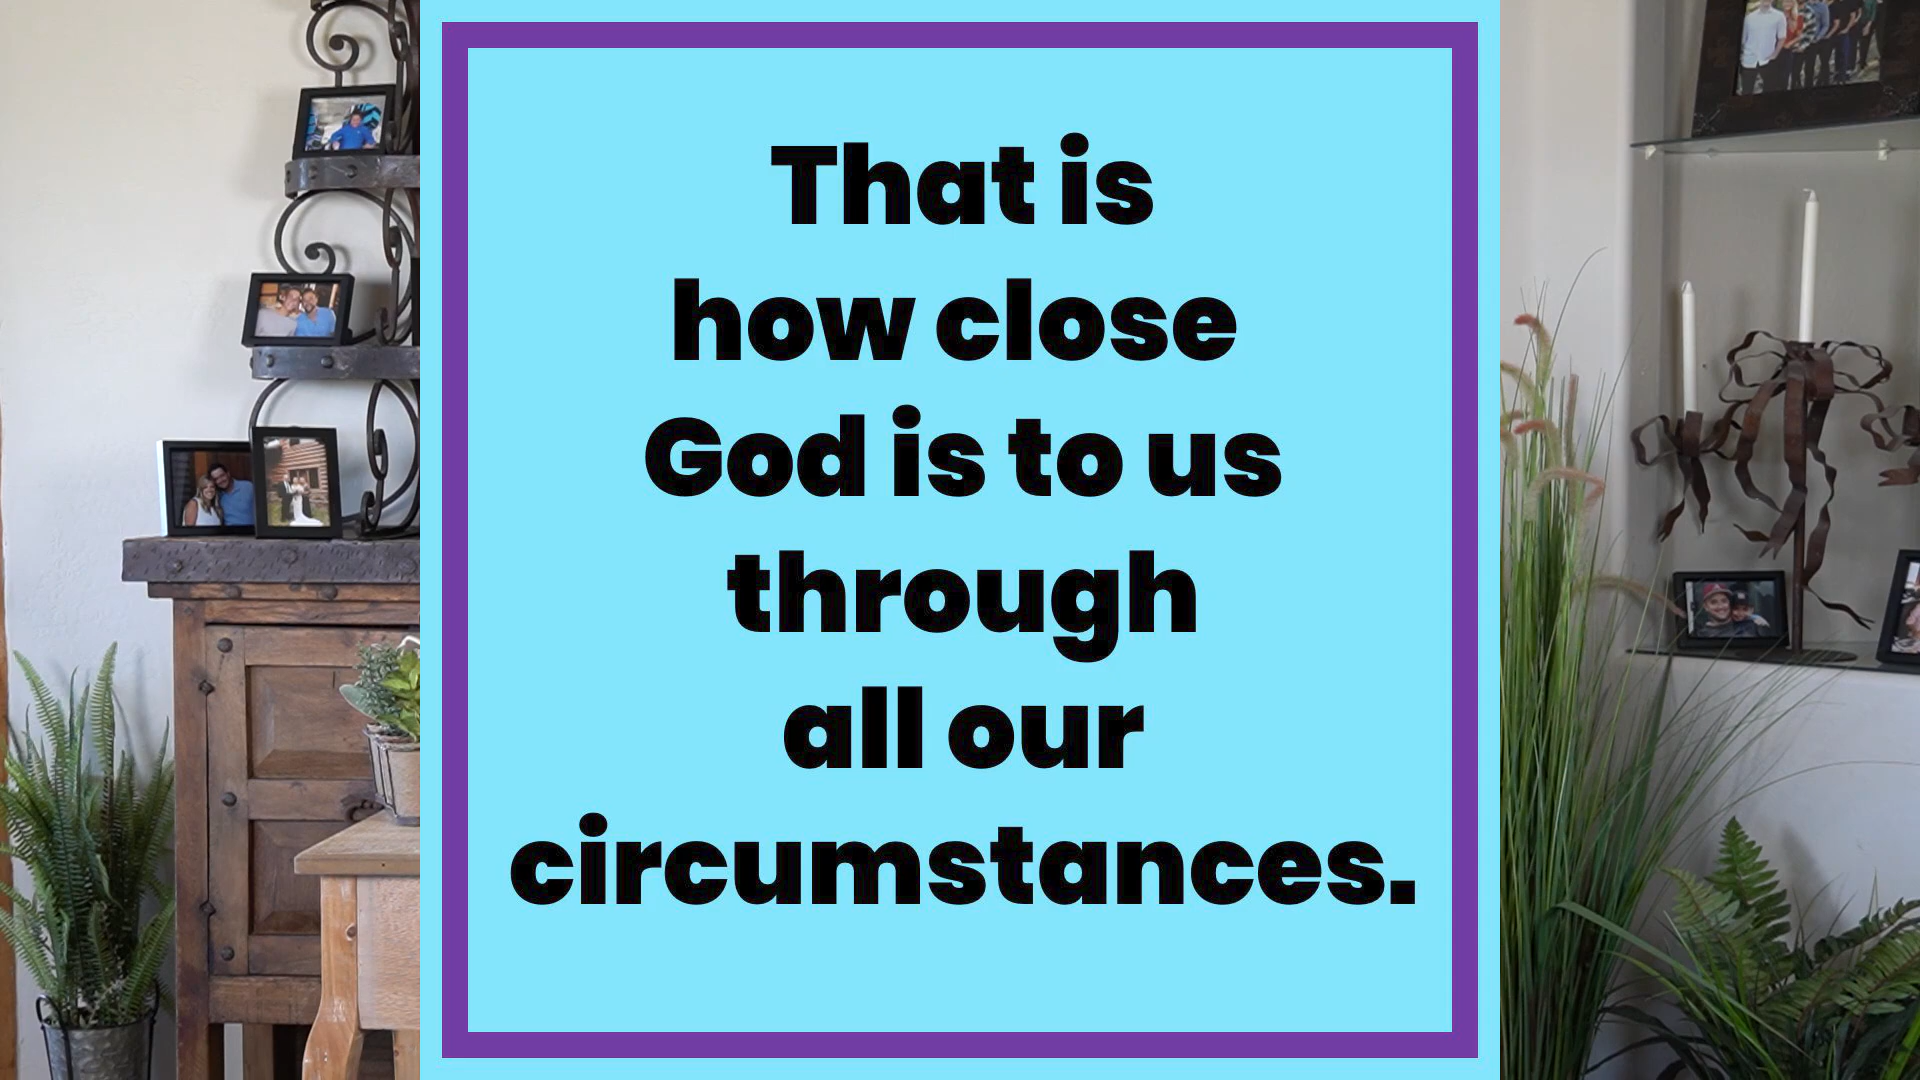 That is
how close
God is to us
through
all our
circumstances.